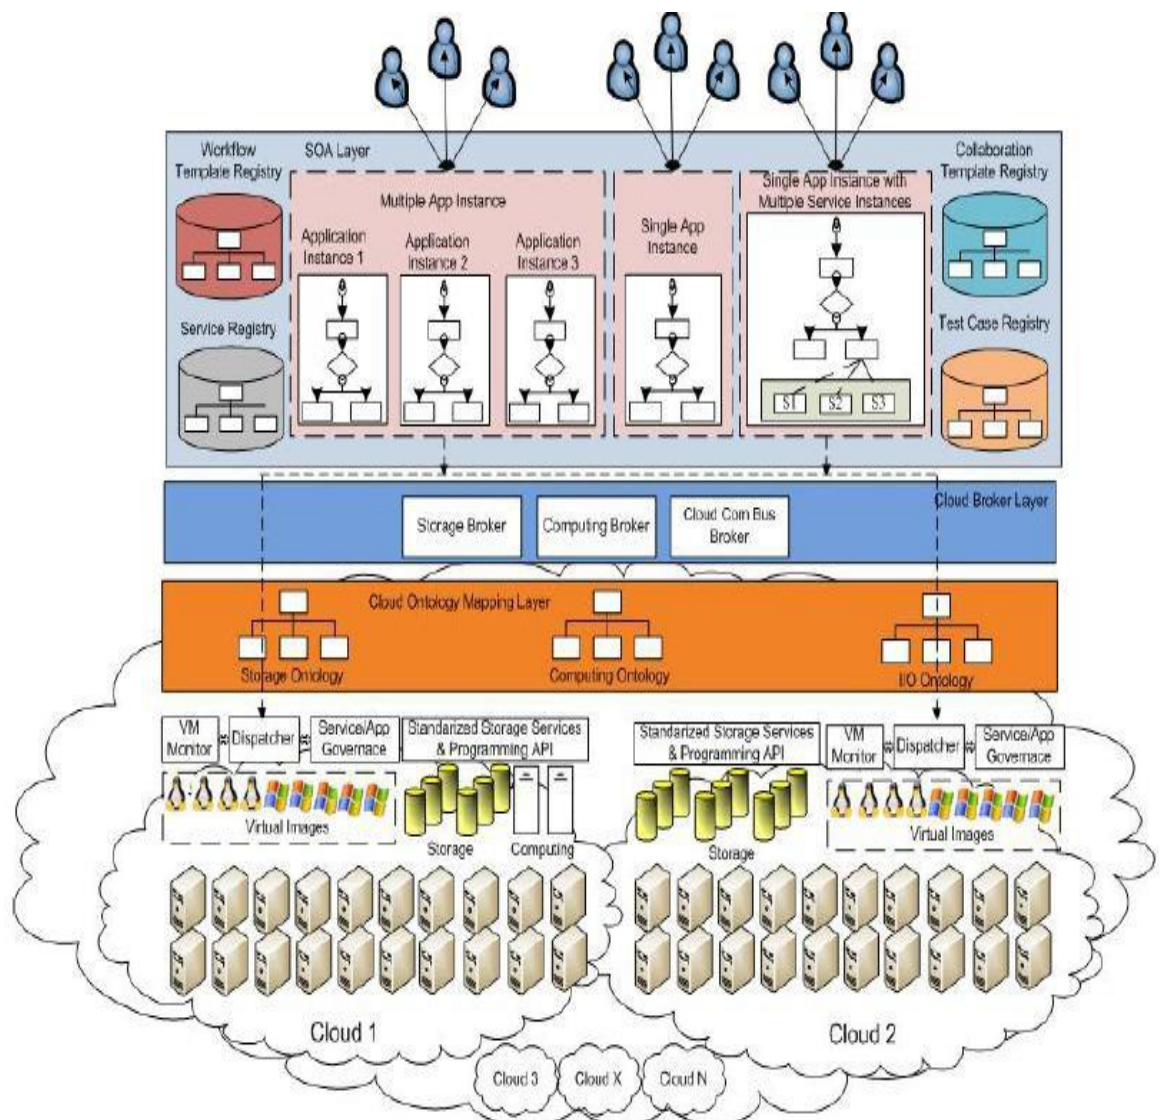 Workflow
Template Registry
SOA Layer
Collaboration
Template Registry
Multiple App Instance
Single App Instance with
Multiple Service Instances
Application
Instance 1
Application
Instance 2
Application
Instance 3
Single App
Instance
Service Registry
Test Case Registry
S1
S2
S3
Cloud Broker Layer
Storage Broker
Computing Broker
Cloud Com Bus
Broker
Cloud Ontology Mapping Layer
Storage Ontology
Computing Ontology
I/O Ontology
VM
Monitor
Dispatcher
Service/App
Governace
Standarized Storage Services
& Programming API
Standarized Storage Services
& Programming API
VM
Monitor
Dispatcher
Service/App
Governance
Virtual Images
Storage
Computing
Storage
Virtual Images
Cloud 1
Cloud 2
Cloud 3
Cloud X
Cloud N